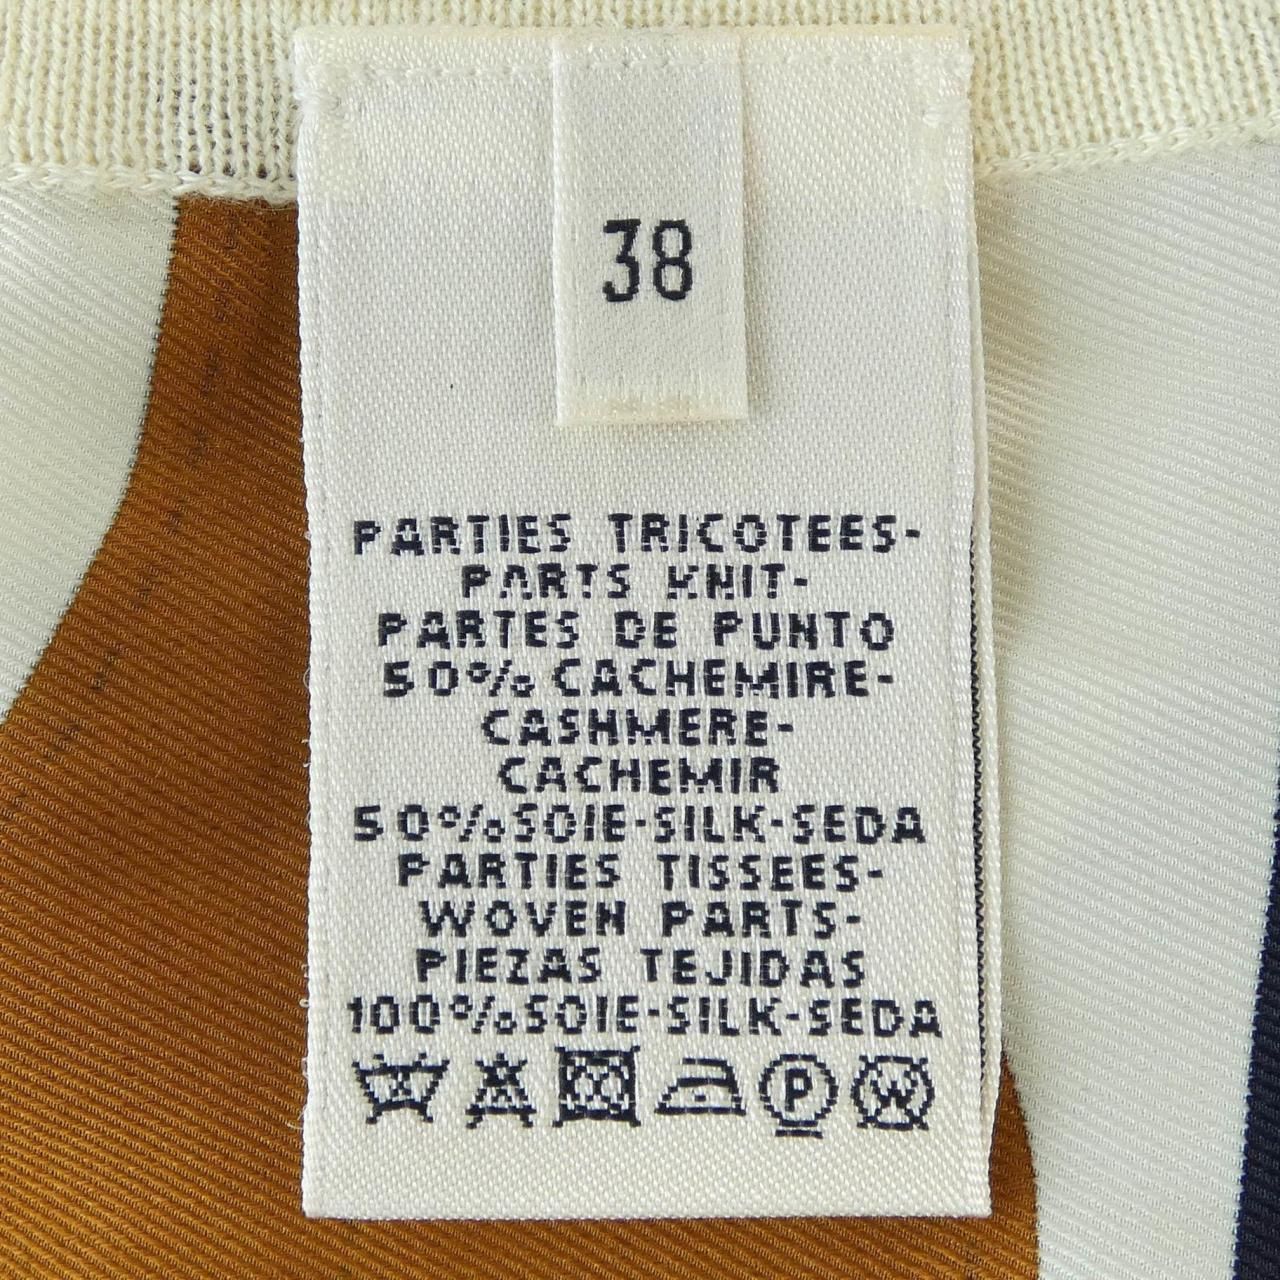 38
PARTIES TRICOTEES-
PARTS KNIT-
PARTES DE PUNTO
50% CACHEMIRE-
CASHMERE-
CACHEMIR
50%SOIE-SILK-SEDA
PARTIES TISSEES-
WOVEN PARTS-
PIEZAS TEJIDAS
100%SOIE-SILK-SEDA
P W